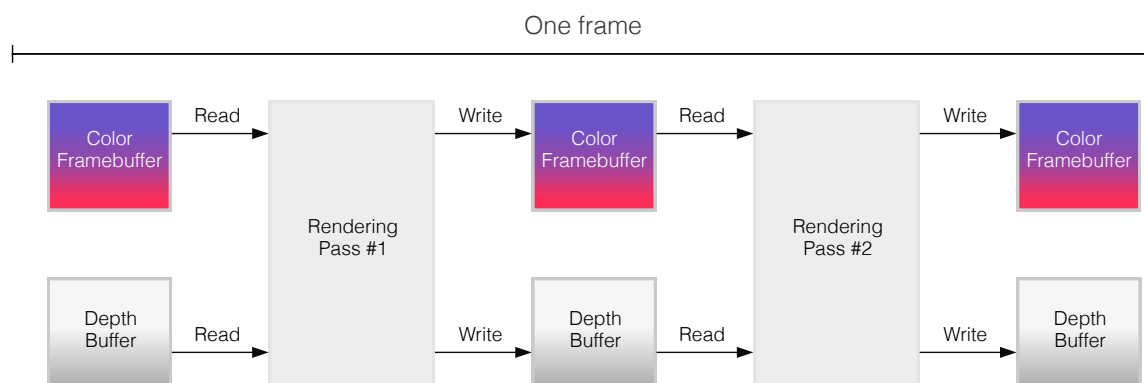 One frame
Read
Write
Read
Write
Color
Framebuffer
Color
Framebuffer
Color
Framebuffer
Rendering
Pass #1
Rendering
Pass #2
Depth
Buffer
Read
Write
Depth
Buffer
Read
Write
Depth
Buffer